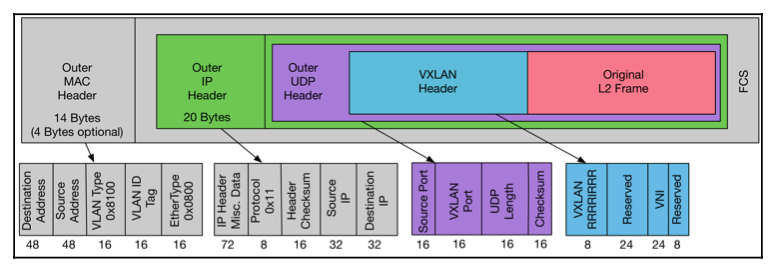 Outer
MAC
Header
14 Bytes
(4 Bytes optional)
Outer
IP
Header
20 Bytes
Outer
UDP
Header
VXLAN
Header
Original
L2 Frame
FCS
Destination
Address
Source
Address
VLAN Type
0x8100
VLAN ID
Tag
EtherType
0x0800
48
48
16
16
16
IP Header
Misc. Data
Protocol
0x11
Header
Checksum
Source
IP
Destination
IP
72
8
16
32
32
Source Port
VXLAN
Port
UDP
Length
Checksum
16
16
16
16
VXLAN
RRRIRRR
Reserved
VNI
Reserved
8
24
24
8